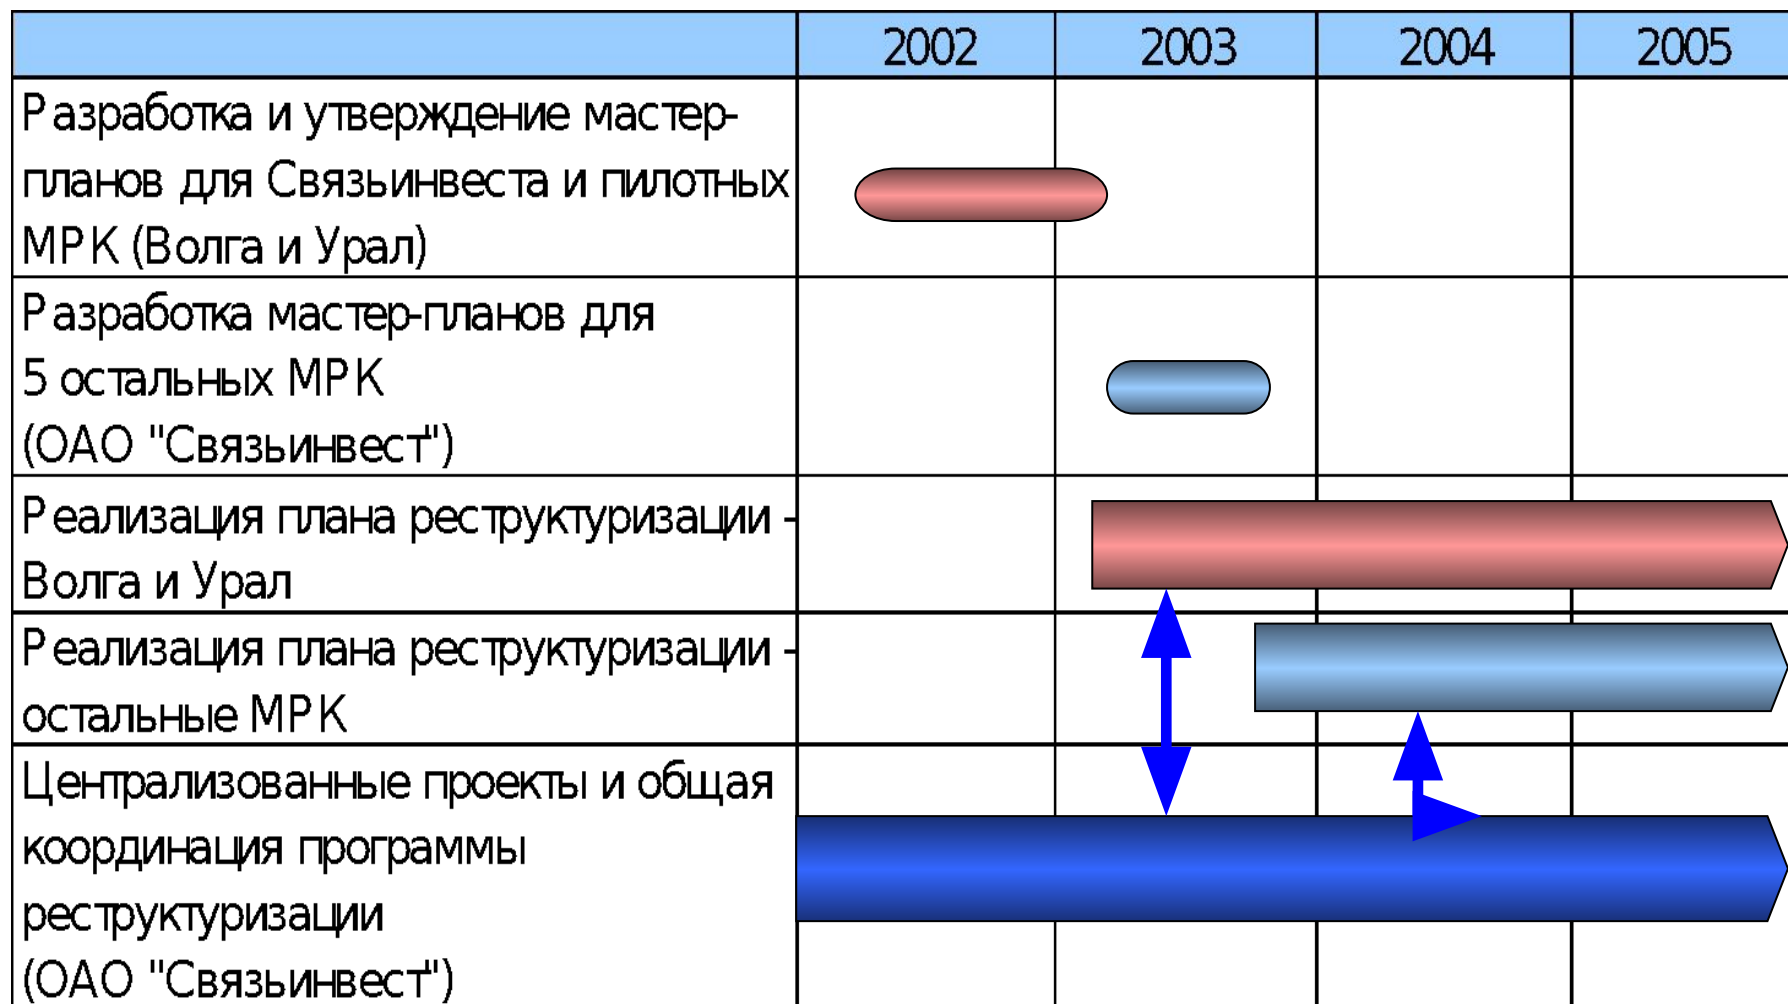 2002 2003 2004 2005
Разработка и утверждение мастер-
планов для Связьинвеста и пилотных
МРК (Волга и Урал)
Разработка мастер-планов для
5 остальных МРК
(ОАО "Связьинвест")
Реализация плана реструктуризации -
Волга и Урал
Реализация плана реструктуризации -
остальные МРК
Централизованные проекты и общая
координация программы
реструктуризации
(ОАО "Связьинвест")